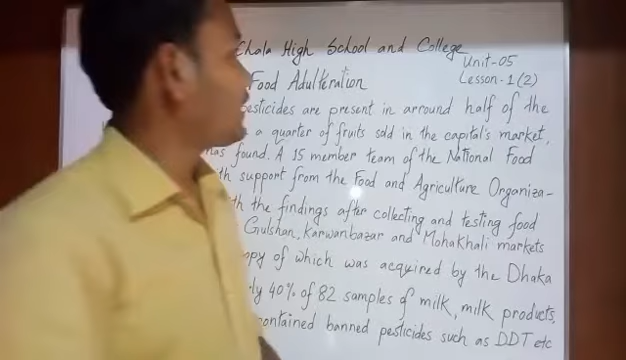 Chala High School and College
Unit-05
Food Adulteration
Lesson-1(2)
pesticides are present in arround half of the
a quarter of fruits sold in the capital's market,
has found. A 15 member team of the National Food
th support from the Food and Agriculture Organiza-
th the findings after collecting and testing food
Gulshan, Karwanbazar and Mohakhali markets
opy of which was acquired by the Dhaka
ly 40% of 82 samples of milk, milk products,
contained banned pesticides such as DDT etc